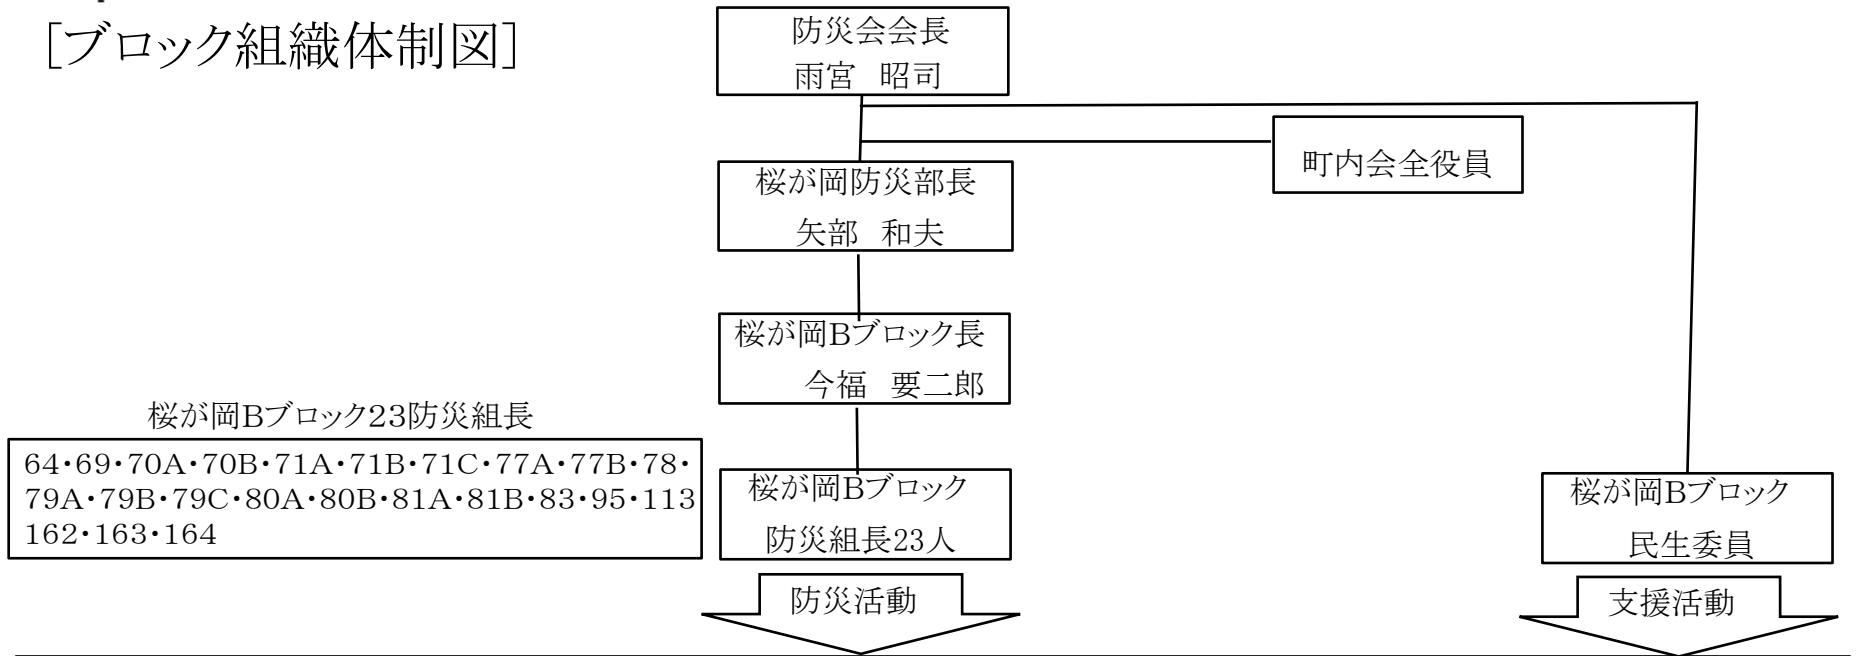 [ブロック組織体制図]
防災会会長
雨宮　昭司
町内会全役員
桜が岡防災部長
矢部　和夫
桜が岡Bブロック長
今福　要二郎
桜が岡Bブロック23防災組長
64・69・70A・70B・71A・71B・71C・77A・77B・78・
79A・79B・79C・80A・80B・81A・81B・83・95・113
162・163・164
桜が岡Bブロック
防災組長23人
桜が岡Bブロック
民生委員
防災活動
支援活動